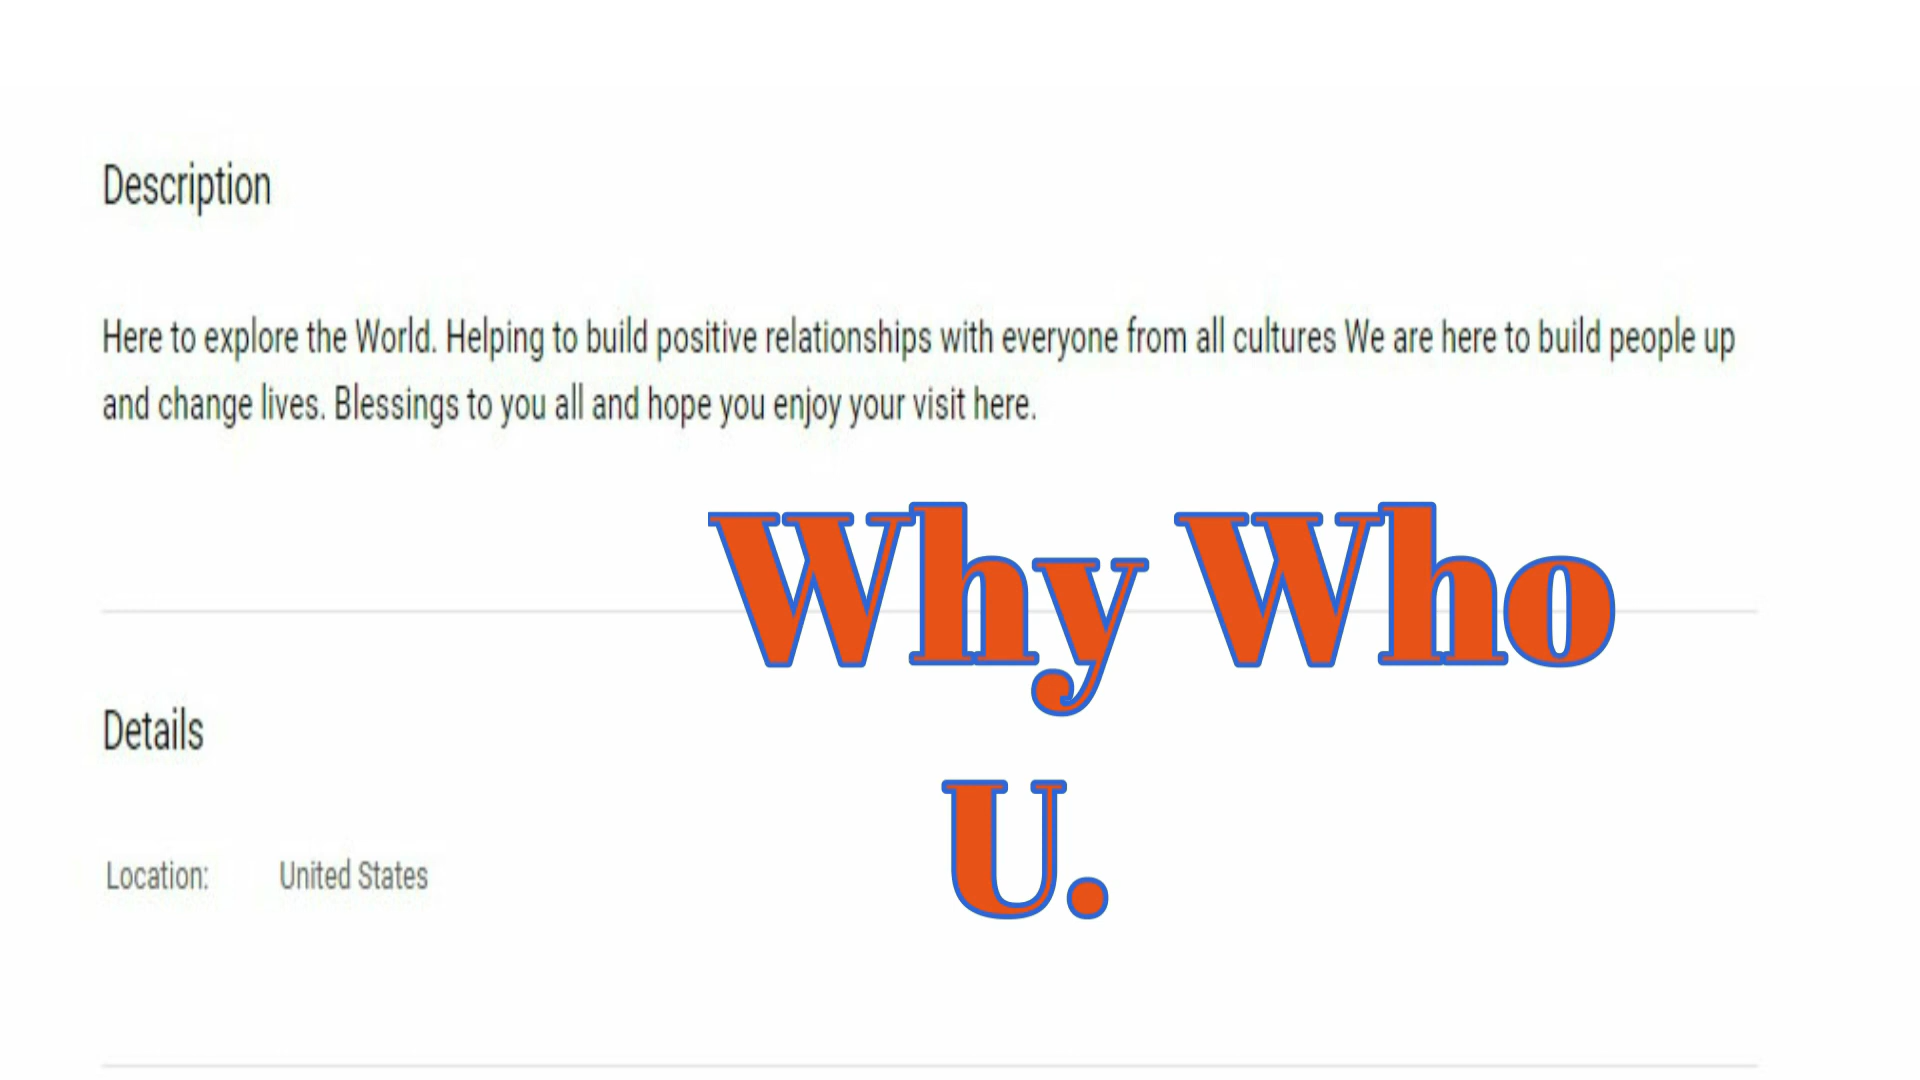 Description
Here to explore the World. Helping to build positive relationships with everyone from all cultures We are here to build people up
and change lives. Blessings to you all and hope you enjoy your visit here.
Why Who
U.
Details
Location: United States